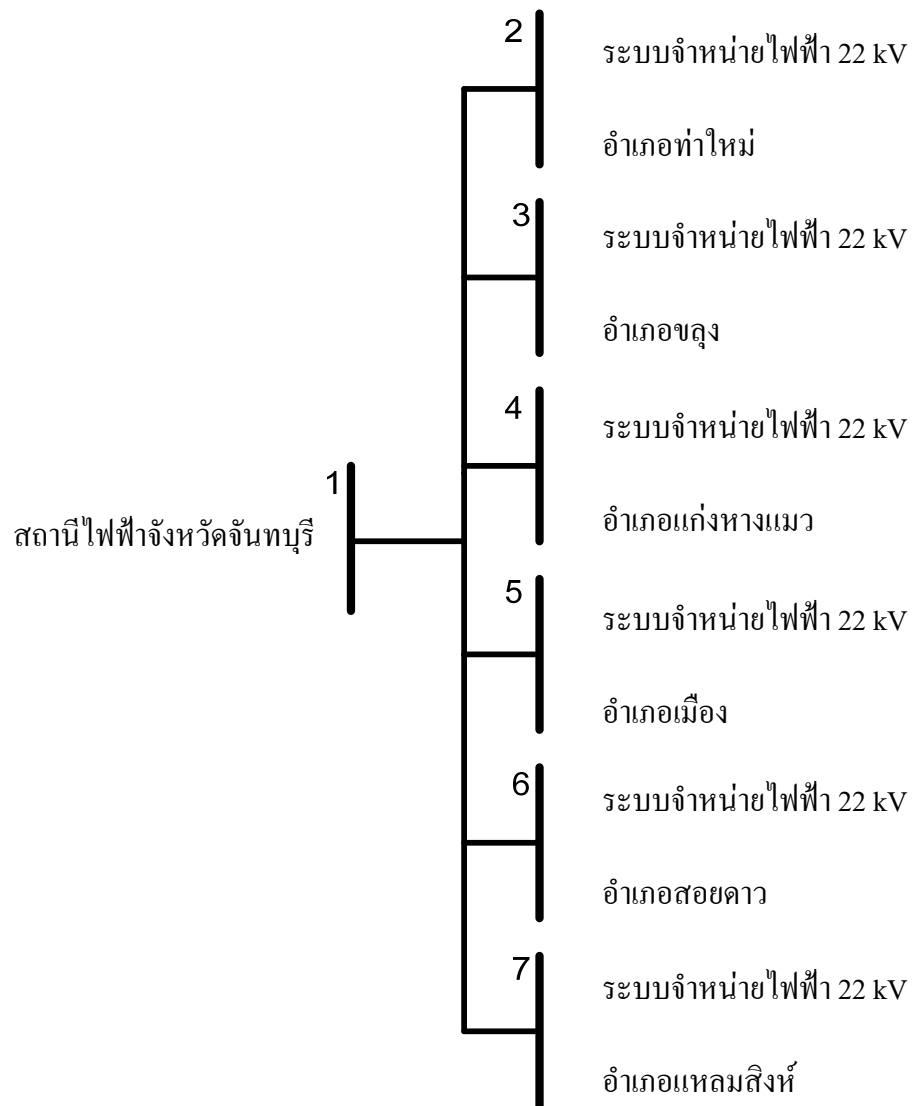 2
ระบบจำหน่ายไฟฟ้า 22 kV
อำเภอท่าใหม่
3
ระบบจำหน่ายไฟฟ้า 22 kV
อำเภอขลุง
4
ระบบจำหน่ายไฟฟ้า 22 kV
อำเภอแก่งหางแมว
1
สถานีไฟฟ้าจังหวัดจันทบุรี
5
ระบบจำหน่ายไฟฟ้า 22 kV
อำเภอเมือง
6
ระบบจำหน่ายไฟฟ้า 22 kV
อำเภอสอยดาว
7
ระบบจำหน่ายไฟฟ้า 22 kV
อำเภอแหลมสิงห์